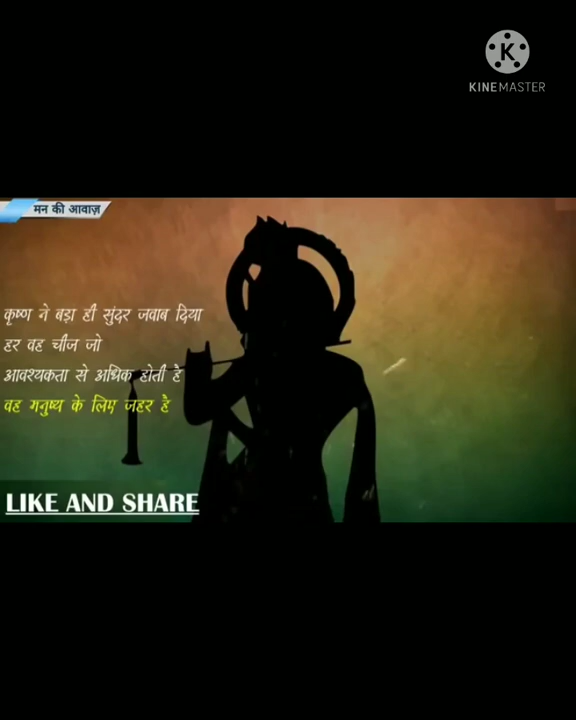 KINEMASTER
मन की आवाज़
कृष्ण ने बड़ा ही सुंदर जवाब दिया
हर वह चीज जो
आवश्यकता से अधिक होती है
वह मनुष्य के लिए जहर है
LIKE AND SHARE